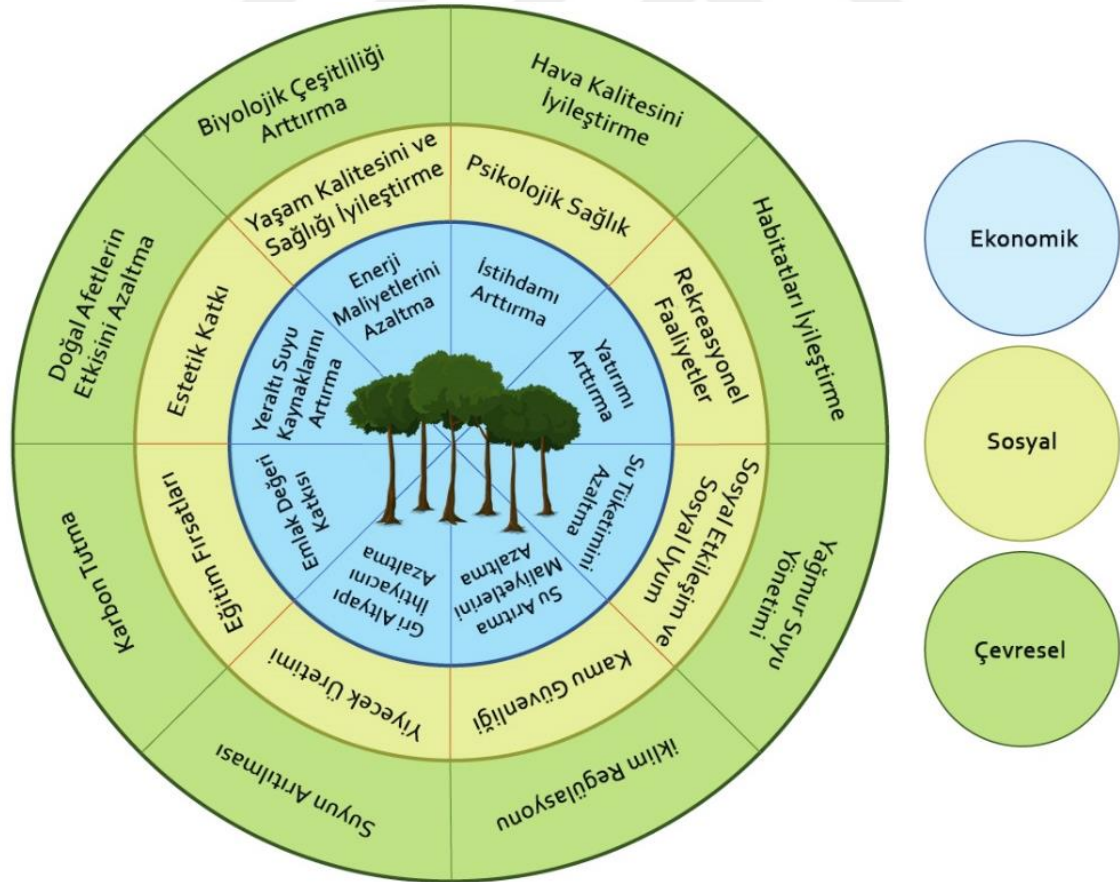 Biyolojik Çeşitliliği
Arttırma
Hava Kalitesini
İyileştirme
Habitatları İyileştirme
Yağmur Suyu
Yönetimi
İklim Regülasyonu
Suyun Arıtılması
Karbon Tutma
Doğal Afetlerin
Etkisini Azaltma
Yaşam Kalitesini ve
Sağlığı İyileştirme
Psikolojik Sağlık
Rekreasyonel
Faaliyetler
Sosyal Etkileşim ve
Sosyal Uyum
Kamu Güvenliği
Yiyecek Üretimi
Eğitim Fırsatları
Estetik Katkı
Enerji
Maliyetlerini
Azaltma
İstihdamı
Arttırma
Yatırımı
Arttırma
Su Tüketimini
Azaltma
Su Arıtma
Maliyetlerini
Azaltma
Gri Altyapı
İhtiyacını
Azaltma
Emlak Değeri
Katkısı
Yeraltı Suyu
Kaynaklarını
Artırma
Ekonomik
Sosyal
Çevresel